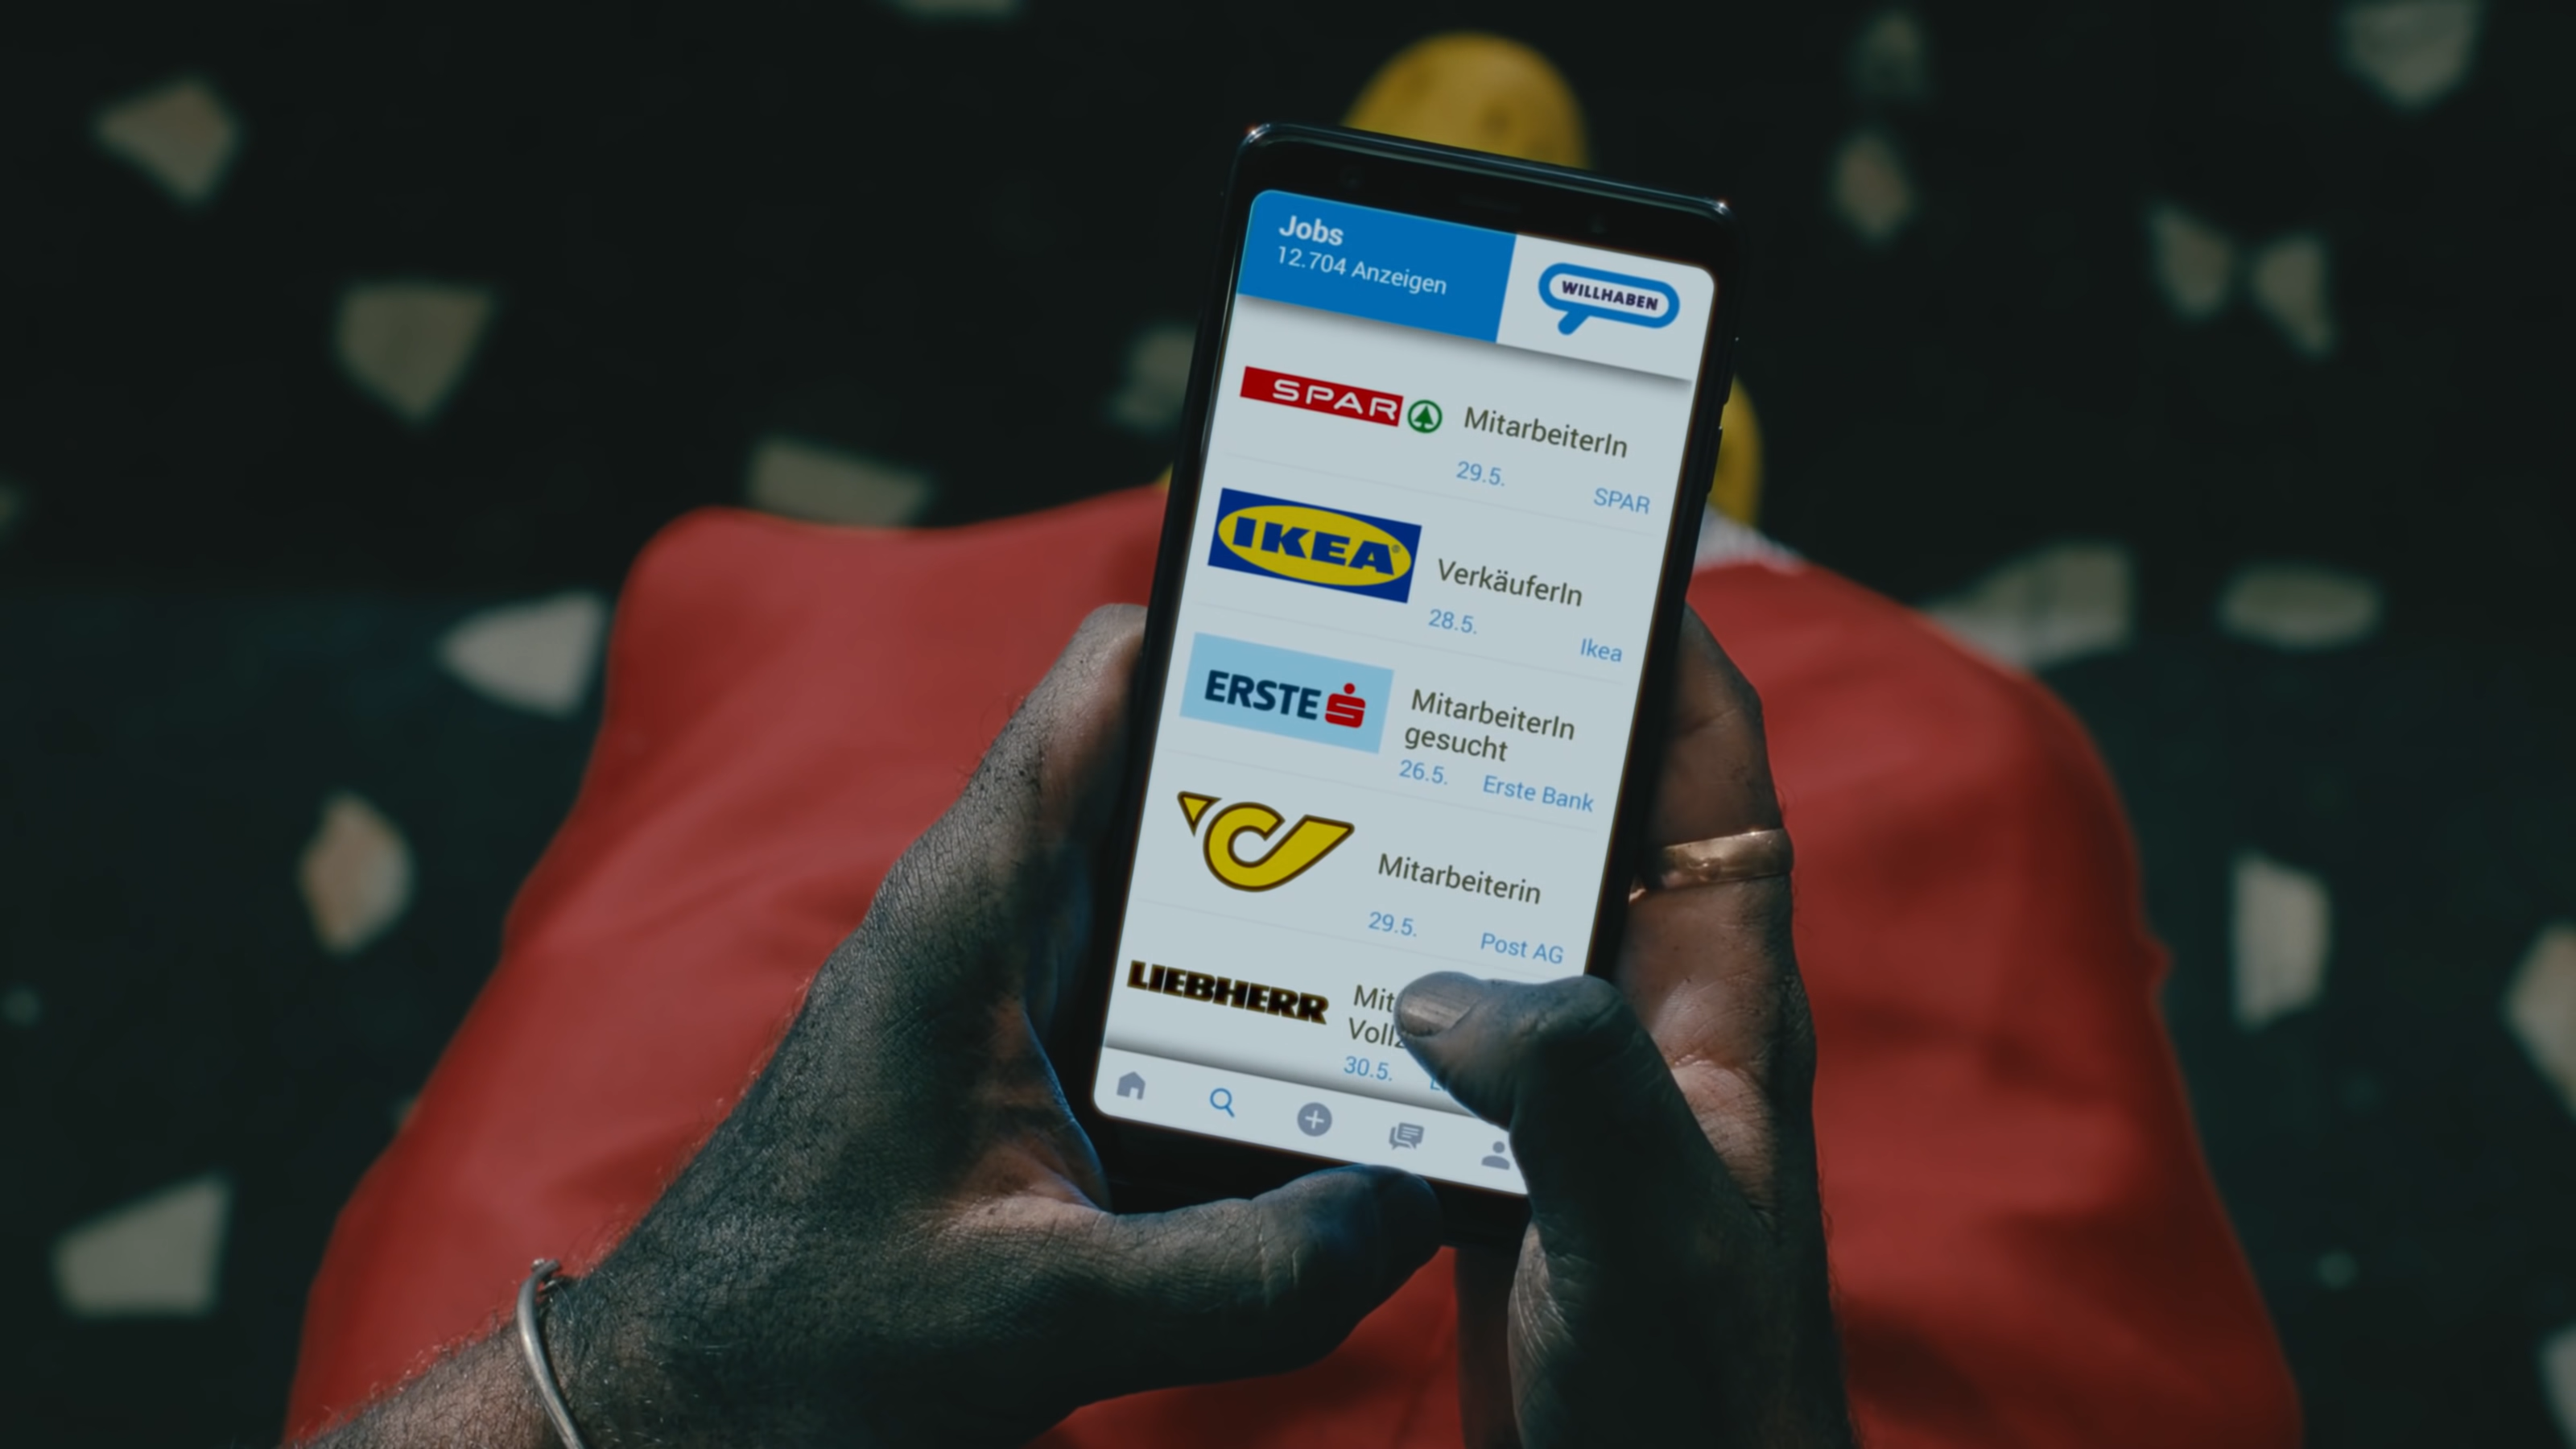 Jobs
12.704 Anzeigen
WILLHABEN
SPAR
MitarbeiterIn
29.5.
SPAR
IKEA
VerkäuferIn
28.5.
Ikea
ERSTE
MitarbeiterIn
gesucht
26.5.
Erste Bank
Mitarbeiterin
29.5.
Post AG
LIEBHERR
30.5.